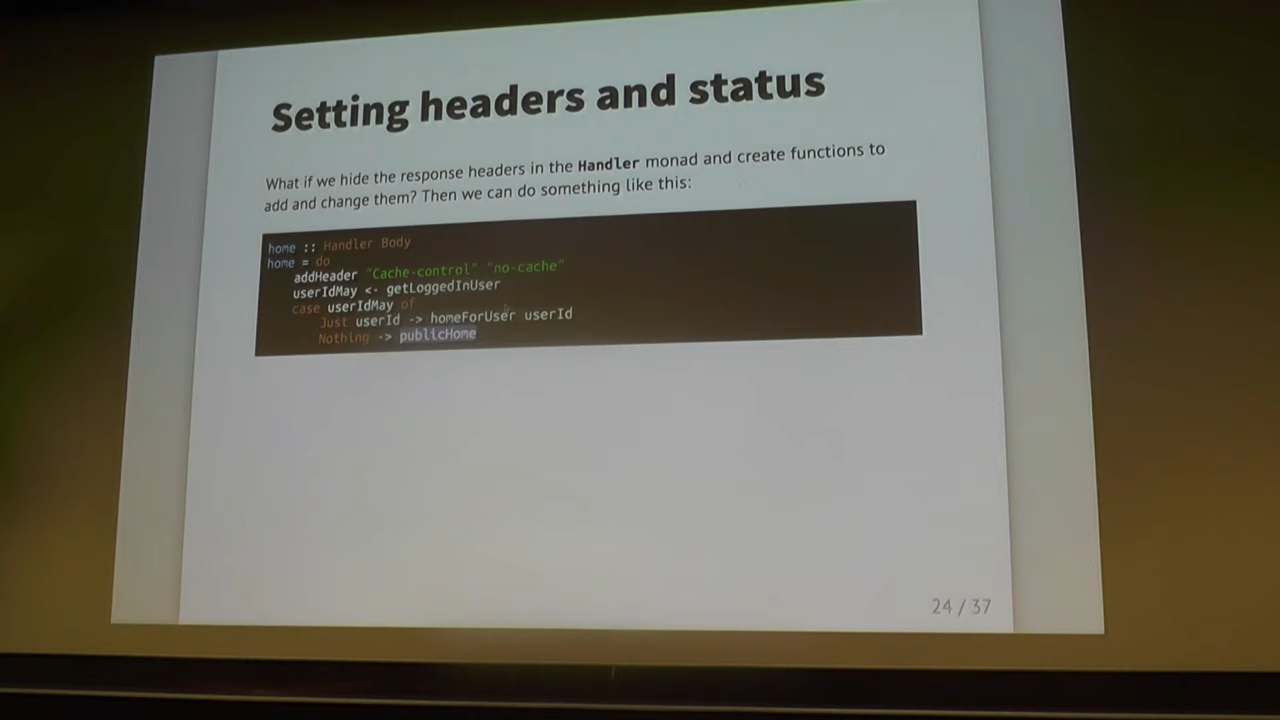 Setting headers and status
What if we hide the response headers in the Handler monad and create functions to
add and change them? Then we can do something like this:
home :: Handler Body
home = do
    addHeader "Cache-control" "no-cache"
    userIdMay <- getLoggedInUser
    case userIdMay of
        Just userId -> homeForUser userId
        Nothing -> publicHome
24 / 37